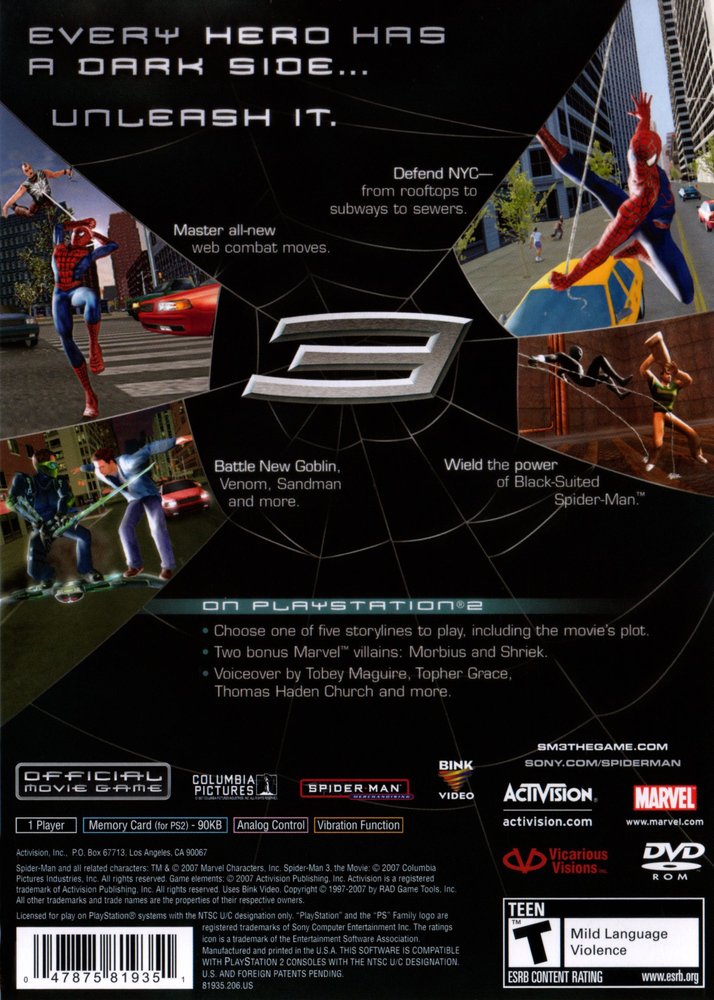 EVERY HERO HAS
A DARK SIDE...
UNLEASH IT.
Defend NYC—
from rooftops to
subways to sewers.
Master all-new
web combat moves.
3
Battle New Goblin,
Venom, Sandman
and more.
Wield the power
of Black-Suited
Spider-Man.™
ON PLAYSTATION®2
• Choose one of five storylines to play, including the movie's plot.
• Two bonus Marvel™ villains: Morbius and Shriek.
• Voiceover by Tobey Maguire, Topher Grace,
Thomas Haden Church and more.
SM3THEGAME.COM
SONY.COM/SPIDERMAN
OFFICIAL
MOVIE GAME
COLUMBIA
PICTURES
SPIDER-MAN
MERCHANDISING
BINK
VIDEO
ACTIVISION®
activision.com
MARVEL
www.marvel.com
1 Player
Memory Card (for PS2) - 90KB
Analog Control
Vibration Function
Vicarious
Visions INC.
DVD
ROM
Activision, Inc., P.O. Box 67713, Los Angeles, CA 90067
Spider-Man and all related characters: TM & © 2007 Marvel Characters, Inc. Spider-Man 3, the Movie: © 2007 Columbia
Pictures Industries, Inc. All rights reserved. Game elements: © 2007 Activision Publishing, Inc. Activision is a registered
trademark of Activision Publishing, Inc. All rights reserved. Uses Bink Video. Copyright © 1997-2007 by RAD Game Tools, Inc.
All other trademarks and trade names are the properties of their respective owners.
Licensed for play on PlayStation® systems with the NTSC U/C designation only. "PlayStation" and the "PS" Family logo are
registered trademarks of Sony Computer Entertainment Inc. The ratings
icon is a trademark of the Entertainment Software Association.
Manufactured and printed in the U.S.A. THIS SOFTWARE IS COMPATIBLE
WITH PLAYSTATION 2 CONSOLES WITH THE NTSC U/C DESIGNATION.
U.S. AND FOREIGN PATENTS PENDING.
81935.206.US
0 47875 81935 1
TEEN
T™
Mild Language
Violence
ESRB CONTENT RATING www.esrb.org